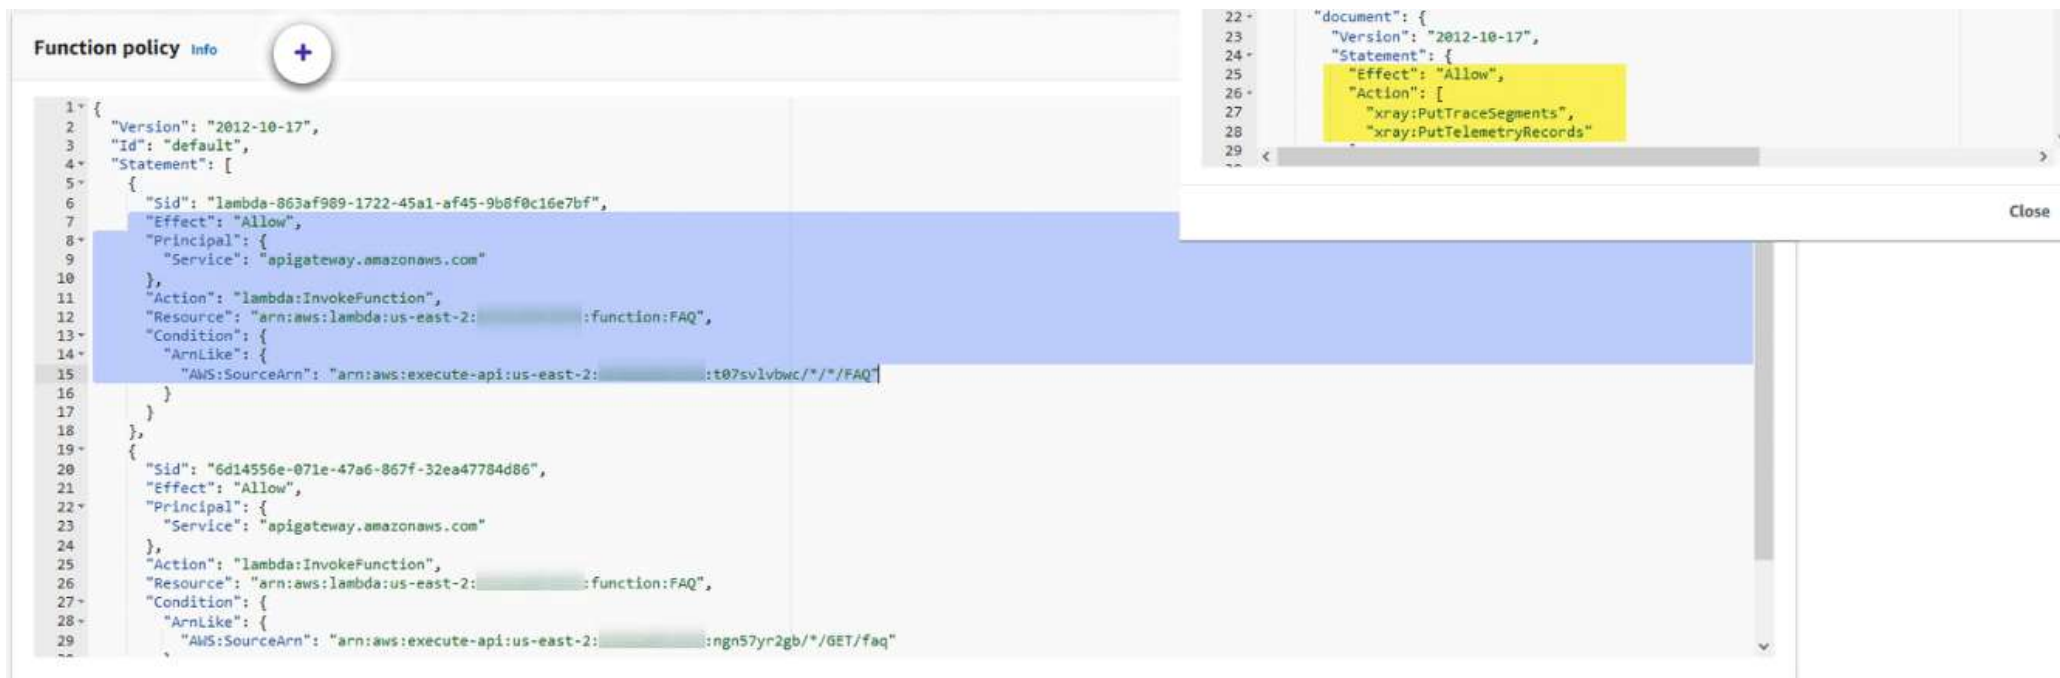 Function policy Info
+
1 {
2 "Version": "2012-10-17",
3 "Id": "default",
4 "Statement": [
5 {
6 "Sid": "lambda-863af989-1722-45a1-af45-9b8f0c16e7bf",
7 "Effect": "Allow",
8 "Principal": {
9 "Service": "apigateway.amazonaws.com"
10 },
11 "Action": "lambda:InvokeFunction",
12 "Resource": "arn:aws:lambda:us-east-2: :function:FAQ",
13 "Condition": {
14 "ArnLike": {
15 "AWS:SourceArn": "arn:aws:execute-api:us-east-2: :t07svlvbwc/*/*/FAQ"
16 }
17 }
18 },
19 {
20 "Sid": "6d14556e-071e-47a6-867f-32ea47784d86",
21 "Effect": "Allow",
22 "Principal": {
23 "Service": "apigateway.amazonaws.com"
24 },
25 "Action": "lambda:InvokeFunction",
26 "Resource": "arn:aws:lambda:us-east-2: :function:FAQ",
27 "Condition": {
28 "ArnLike": {
29 "AWS:SourceArn": "arn:aws:execute-api:us-east-2: :ngn57yr2gb/*/GET/faq"
22 "document": {
23 "Version": "2012-10-17",
24 "Statement": {
25 "Effect": "Allow",
26 "Action": [
27 "xray:PutTraceSegments",
28 "xray:PutTelemetryRecords"
29
Close